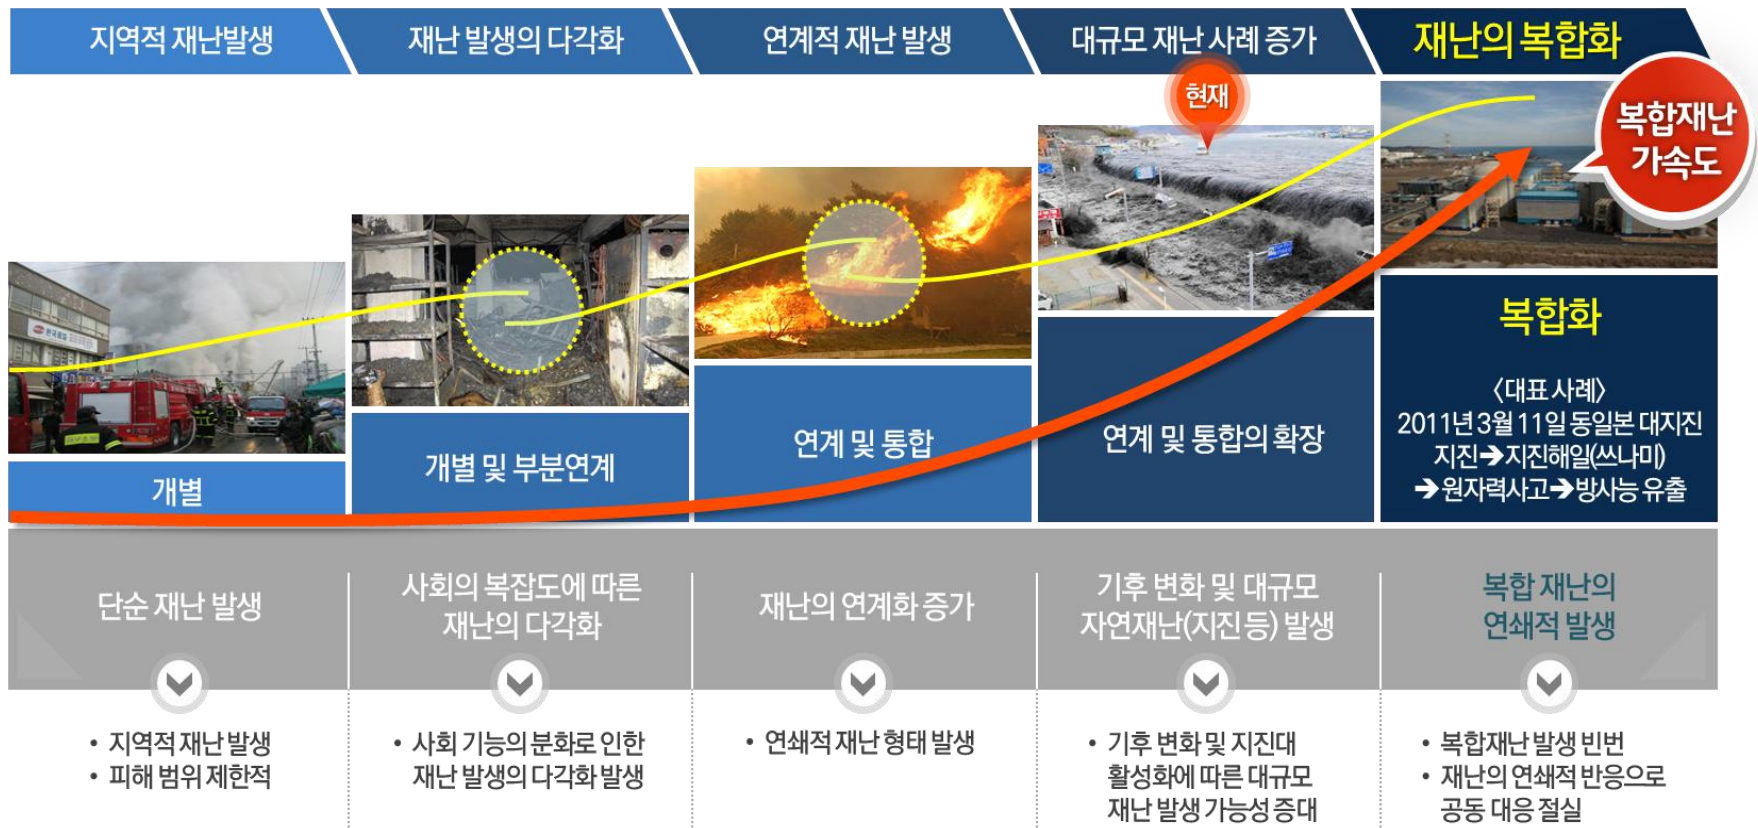 지역적 재난발생
재난 발생의 다각화
연계적 재난 발생
대규모 재난 사례 증가
재난의 복합화
현재
복합재난
가속도
개별
개별 및 부분연계
연계 및 통합
연계 및 통합의 확장
복합화
〈대표 사례〉
2011년 3월 11일 동일본 대지진
지진➔지진해일(쓰나미)
➔원자력사고➔방사능 유출
단순 재난 발생
사회의 복잡도에 따른
재난의 다각화
재난의 연계화 증가
기후 변화 및 대규모
자연재난(지진 등) 발생
복합 재난의
연쇄적 발생
• 지역적 재난 발생
• 피해 범위 제한적
• 사회 기능의 분화로 인한
재난 발생의 다각화 발생
• 연쇄적 재난 형태 발생
• 기후 변화 및 지진대
활성화에 따른 대규모
재난 발생 가능성 증대
• 복합재난 발생 빈번
• 재난의 연쇄적 반응으로
공동 대응 절실